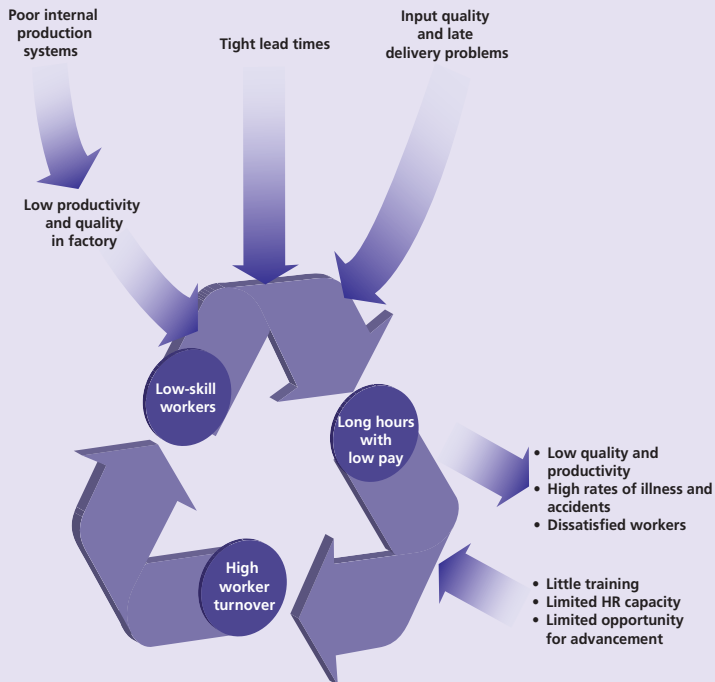 Poor internal
production
systems
Tight lead times
Input quality
and late
delivery problems
Low productivity
and quality
in factory
Low-skill
workers
Long hours
with
low pay
• Low quality and
productivity
• High rates of illness and
accidents
• Dissatisfied workers
High
worker
turnover
• Little training
• Limited HR capacity
• Limited opportunity
for advancement